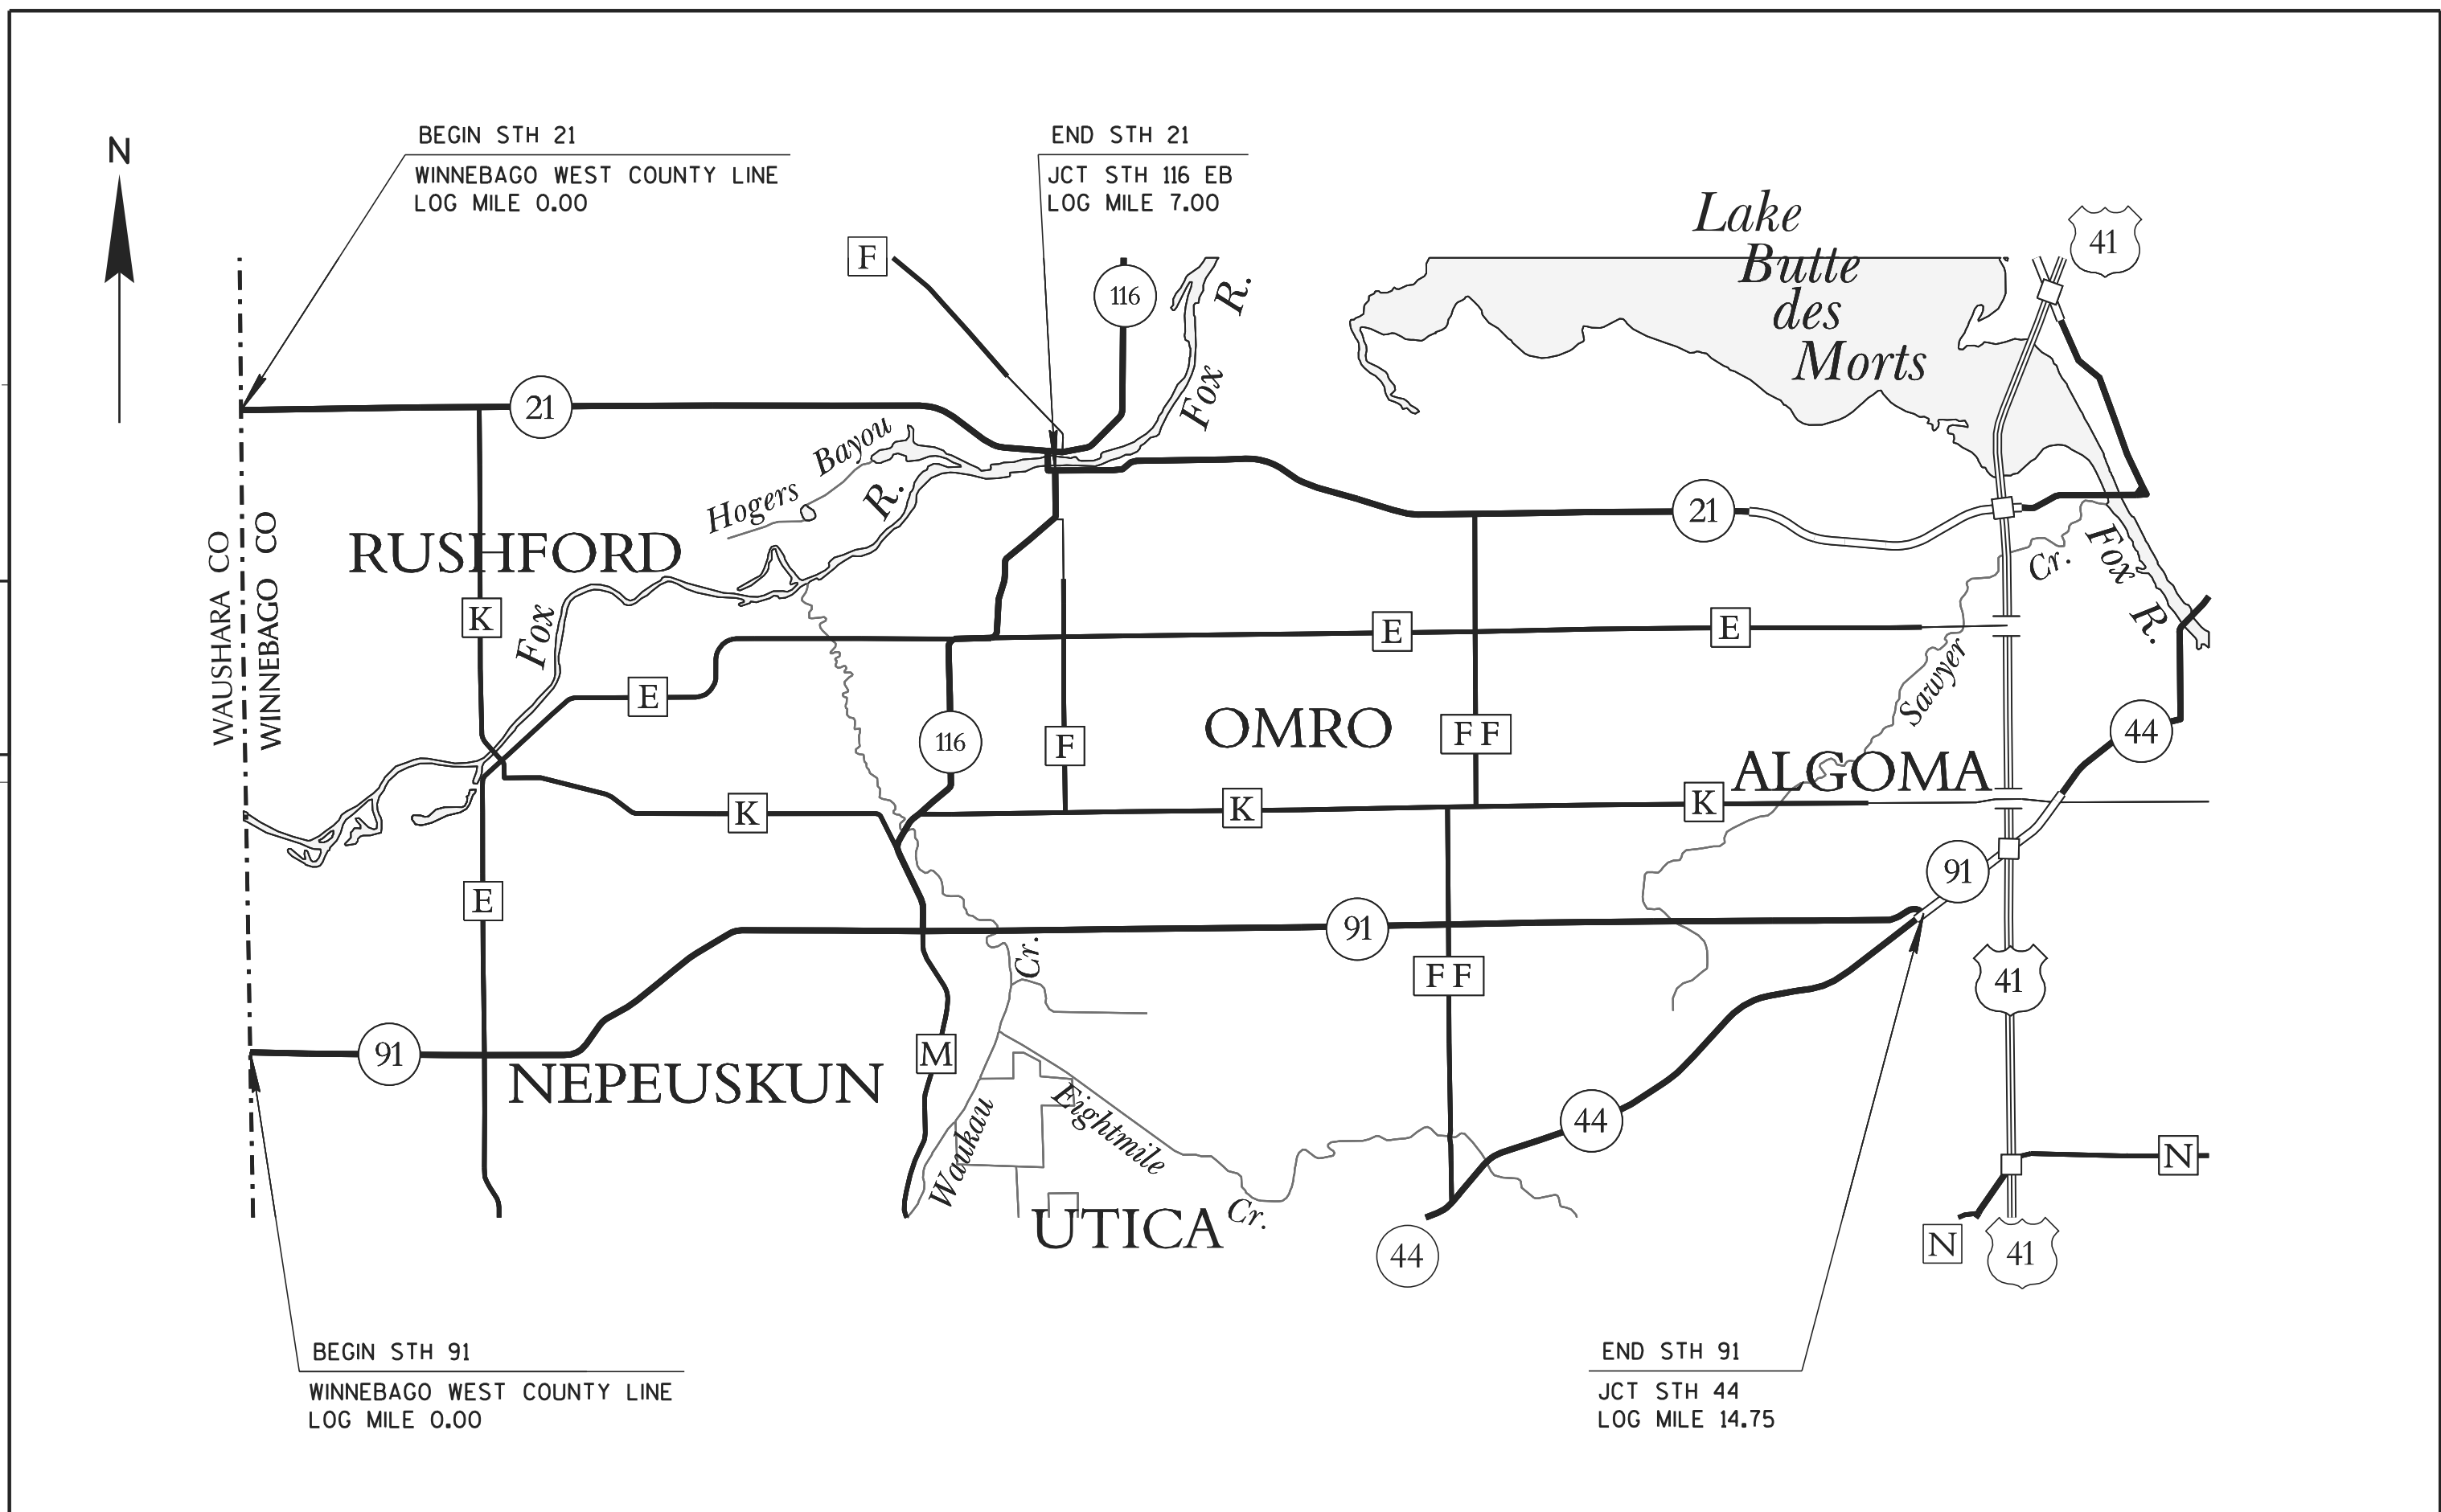 BEGIN STH 21
WINNEBAGO WEST COUNTY LINE
LOG MILE 0.00
END STH 21
JCT STH 116 EB
LOG MILE 7.00
N
F
116
R.
Fox
Lake
Butte
des
Morts
41
21
Hogers Bayou
R.
21
RUSHFORD
WAUSHARA CO
WINNEBAGO CO
K
Fox
E
E
E
Cr.
Fox
R.
Sawyer
116
F
OMRO
FF
ALGOMA
44
K
K
K
E
91
91
Cr.
FF
41
91
NEPEUSKUN
M
Waukau
Eightmile
Cr.
UTICA
44
44
N
N
41
BEGIN STH 91
WINNEBAGO WEST COUNTY LINE
LOG MILE 0.00
END STH 91
JCT STH 44
LOG MILE 14.75